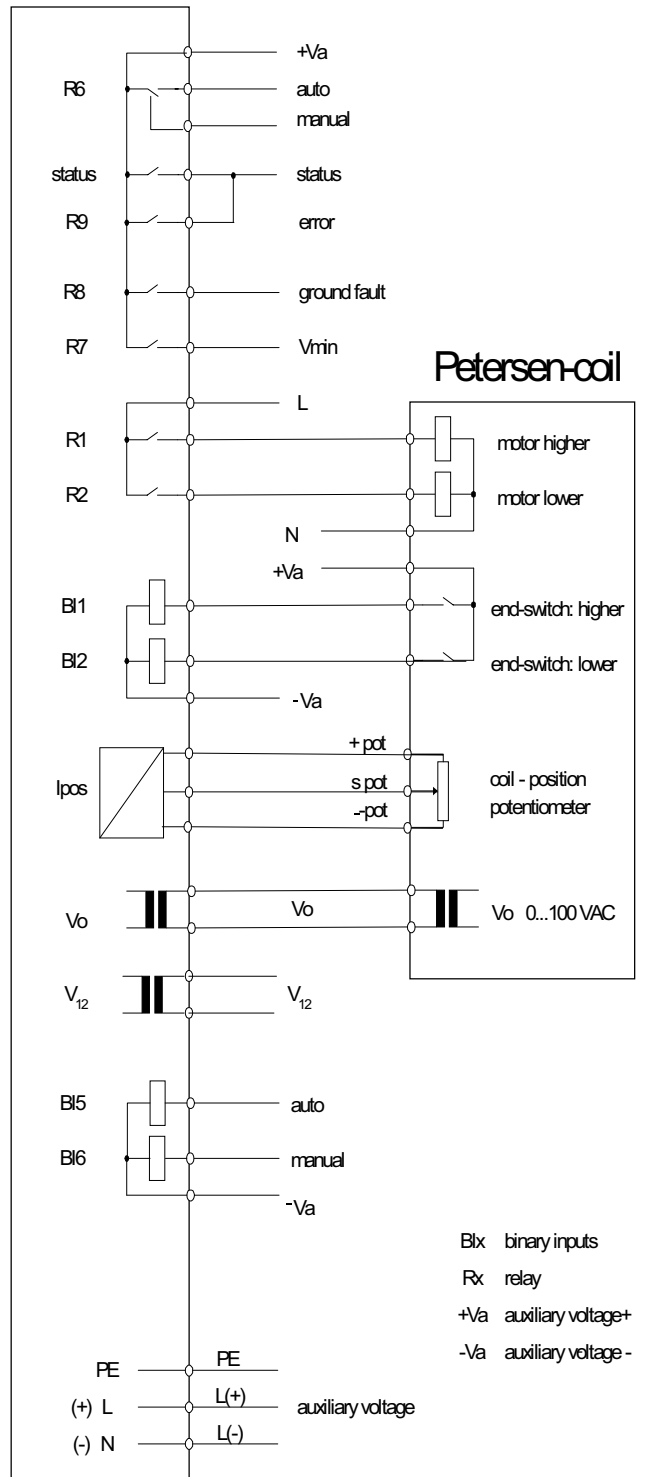 +Va
R6 auto
manual
status status
R9 error
R8 ground fault
R7 Vmin
Petersen-coil
L
R1 motor higher
R2 motor lower
N
+Va
BI1 end-switch: higher
BI2 end-switch: lower
-Va
+ pot
Ipos s pot coil - position
--pot potentiometer
Vo Vo Vo 0...100 VAC
V12 V12
BI5 auto
BI6 manual
-Va
BIx binary inputs
Rx relay
+Va auxiliary voltage+
-Va auxiliary voltage -
PE PE
(+) L L(+) auxiliary voltage
(-) N L(-)